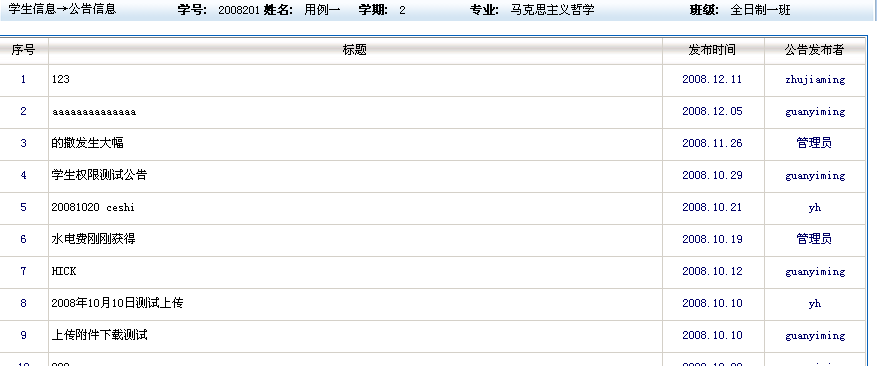 学生信息→公告信息 学号: 2008201 姓名: 用例一 学期: 2 专业: 马克思主义哲学 班级: 全日制一班
序号 标题 发布时间 公告发布者
1 123 2008.12.11 zhujiaming
2 aaaaaaaaaaaaaa 2008.12.05 guanyiming
3 的撒发生大幅 2008.11.26 管理员
4 学生权限测试公告 2008.10.29 guanyiming
5 20081020 ceshi 2008.10.21 yh
6 水电费刚刚获得 2008.10.19 管理员
7 HICK 2008.10.12 guanyiming
8 2008年10月10日测试上传 2008.10.10 yh
9 上传附件下载测试 2008.10.10 guanyiming
10